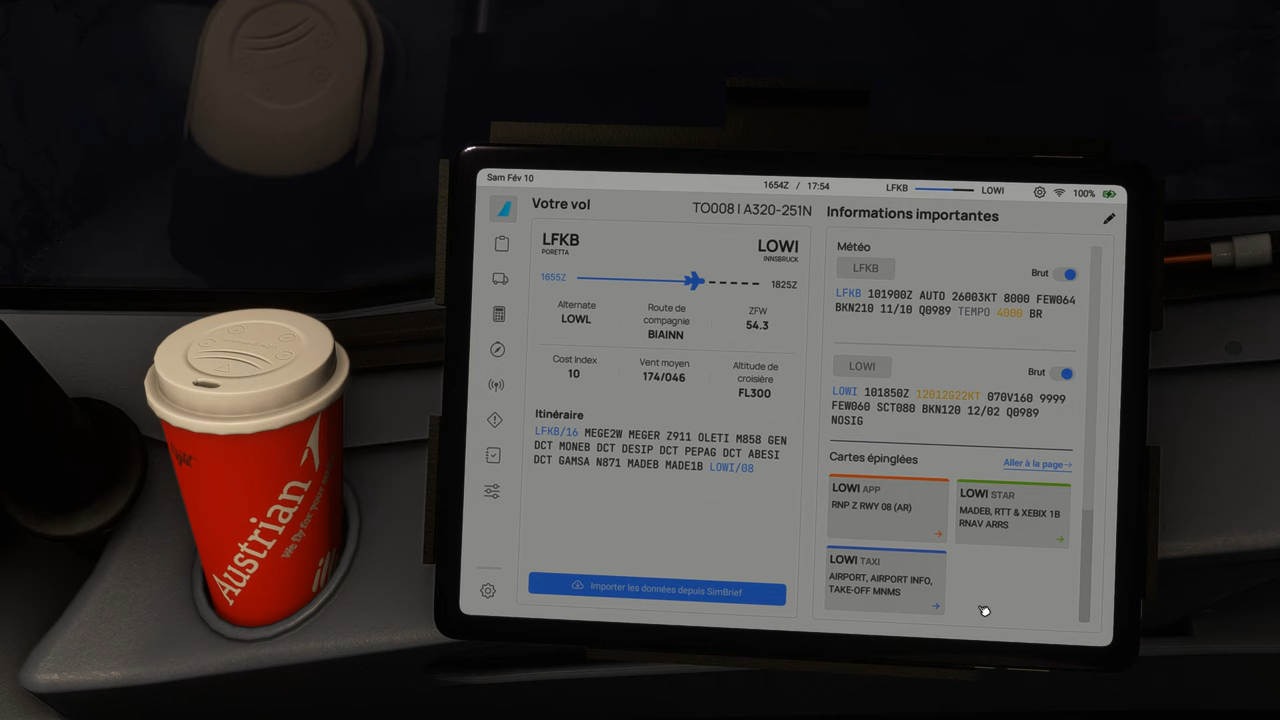 Sam Fév 10
1654Z / 17:54
LFKB
LOWI
100%
Votre vol
TO008 | A320-251N
LFKB
PORETTA
LOWI
INNSBRUCK
1655Z
1825Z
Alternate
LOWL
Route de
compagnie
BIAINN
ZFW
54.3
Cost Index
10
Vent moyen
174/046
Altitude de
croisière
FL300
Itinéraire
LFKB/16 MEGE2W MEGER Z911 OLETI M858 GEN
DCT MONEB DCT DESIP DCT PEPAG DCT ABESI
DCT GAMSA N871 MADEB MADE1B LOWI/08
Importer les données depuis SimBrief
Informations importantes
Météo
LFKB
Brut
LFKB 101900Z AUTO 26003KT 8000 FEW064
BKN210 11/10 Q0989 TEMPO 4000 BR
LOWI
Brut
LOWI 101850Z 12012G22KT 070V160 9999
FEW060 SCT080 BKN120 12/02 Q0989
NOSIG
Cartes épinglées
Aller à la page
LOWI APP
RNP Z RWY 08 (AR)
LOWI STAR
MADEB, RTT & XEBIX 1B
RNAV ARRS
LOWI TAXI
AIRPORT, AIRPORT INFO,
TAKE-OFF MNMS
Austrian
We fly for your